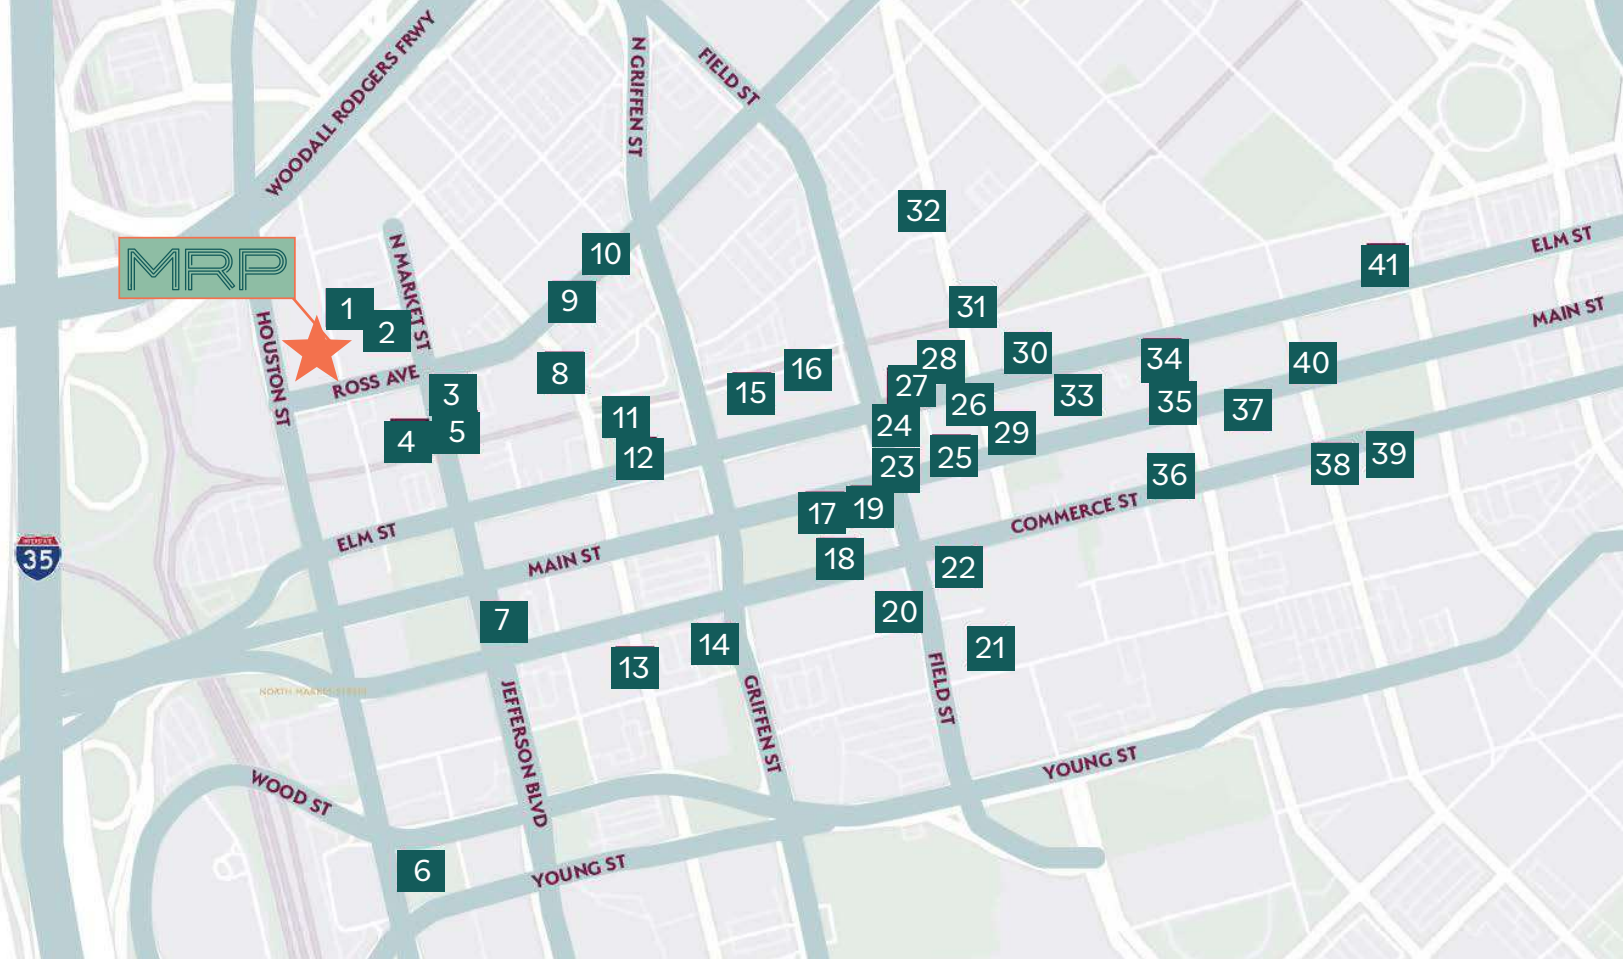 WOODALL RODGERS FRWY
N GRIFFEN ST
FIELD ST
32
MRP
N MARKET ST
10
ELM ST
41
1
2
9
31
MAIN ST
HOUSTON ST
ROSS AVE
8
16
28
30
34
40
3
15
27
26
33
35
37
4
5
11
24
29
12
23
25
36
38
39
17
19
COMMERCE ST
ELM ST
INTERSTATE
35
MAIN ST
18
22
7
20
13
14
21
NORTH MARKET STREET
JEFFERSON BLVD
GRIFFEN ST
FIELD ST
WOOD ST
YOUNG ST
6
YOUNG ST